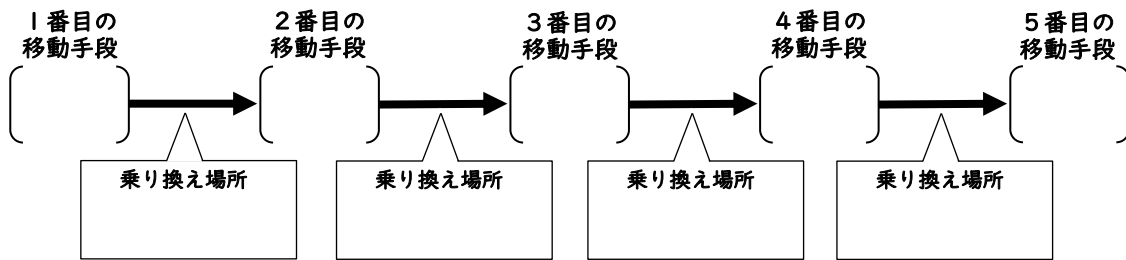 １番目の
移動手段
２番目の
移動手段
３番目の
移動手段
４番目の
移動手段
５番目の
移動手段
乗り換え場所
乗り換え場所
乗り換え場所
乗り換え場所